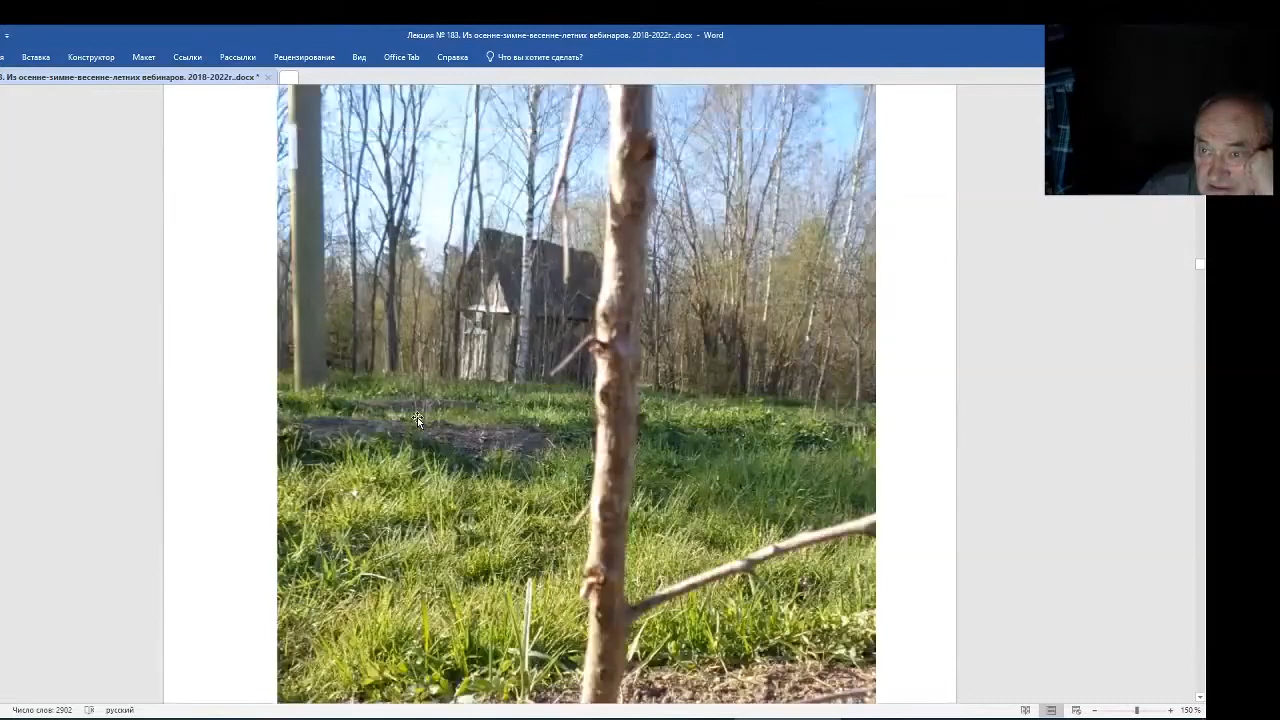 Лекция № 183. Из осенне-зимне-весенне-летних вебинаров. 2018-2022г..docx - Word
Вставка Конструктор Макет Ссылки Рассылки Рецензирование Вид Office Tab Справка Что вы хотите сделать?
3. Из осенне-зимне-весенне-летних вебинаров. 2018-2022г..docx *
Число слов: 2902 русский 150 %